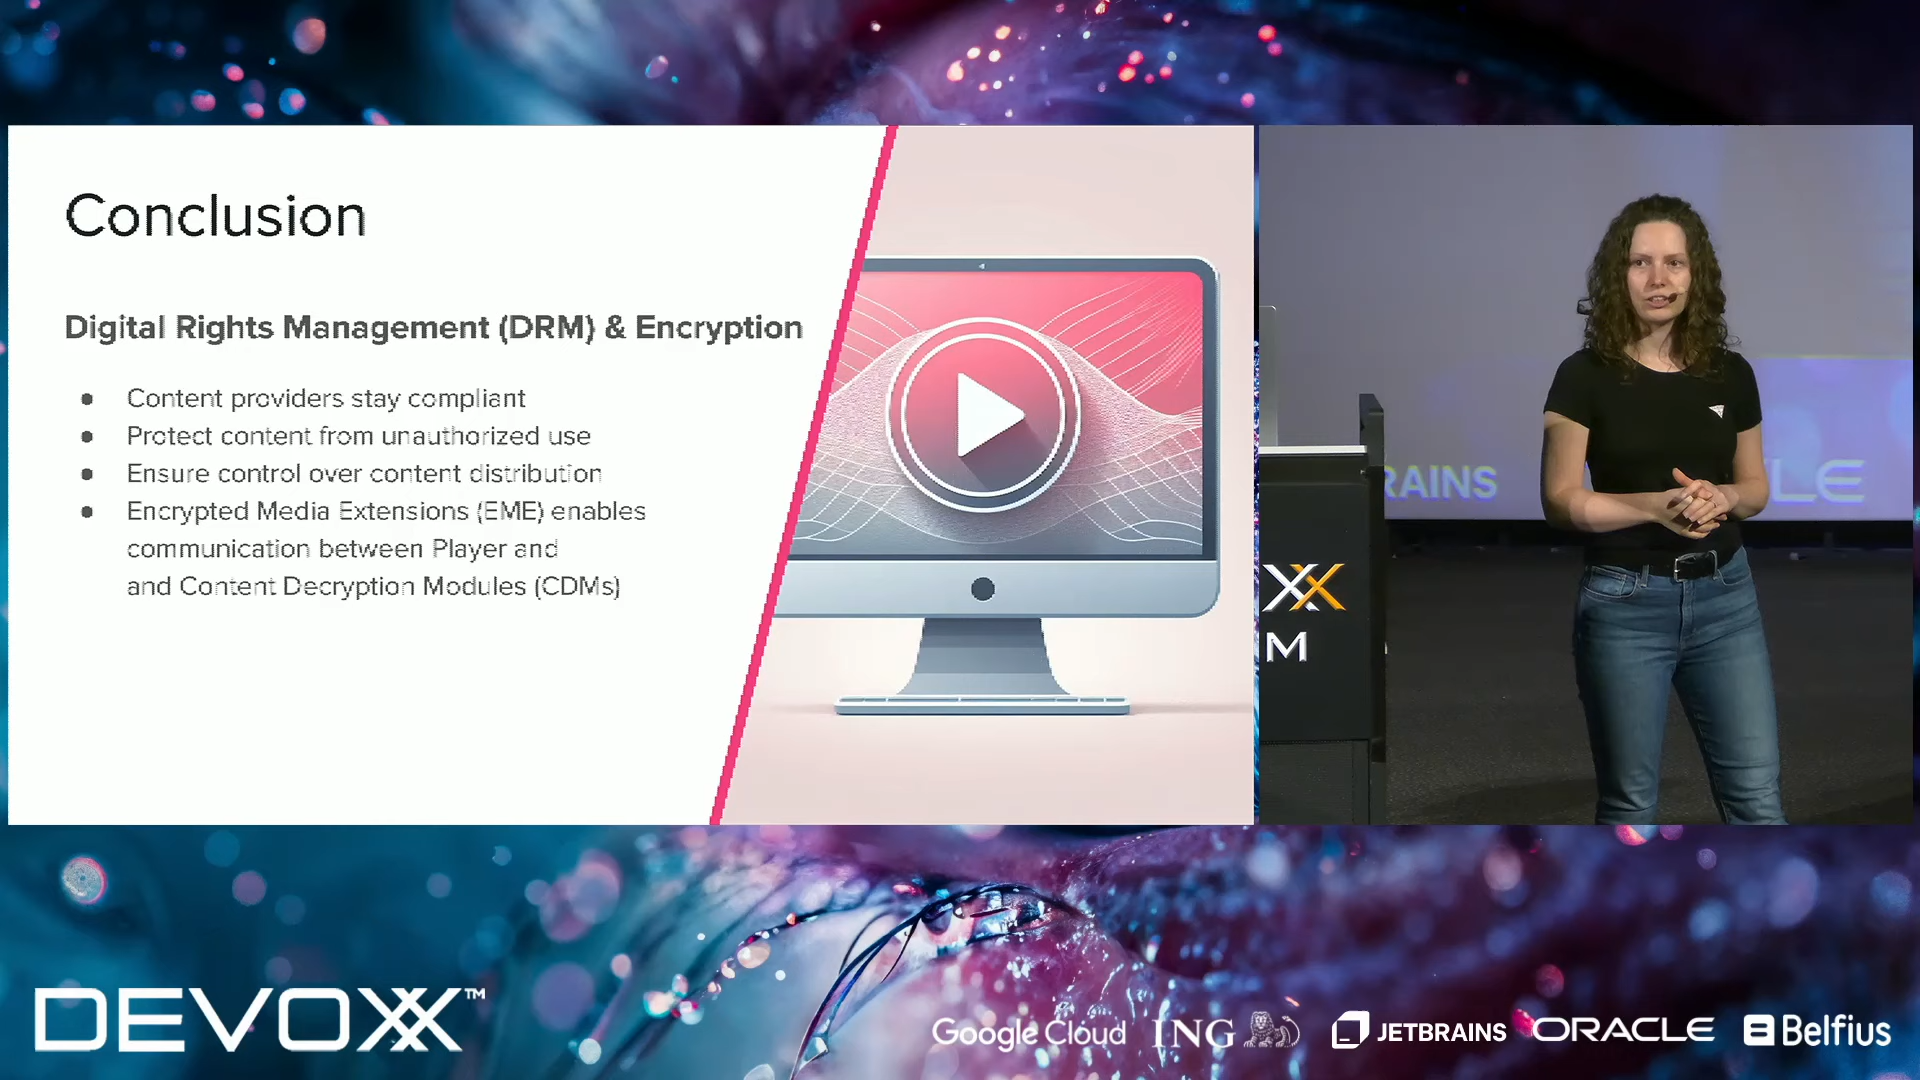 Conclusion
Digital Rights Management (DRM) & Encryption
● Content providers stay compliant
● Protect content from unauthorized use
● Ensure control over content distribution
● Encrypted Media Extensions (EME) enables
communication between Player and
and Content Decryption Modules (CDMs)
RAINS
LE
XX
M
DEVOXX™
Google Cloud
ING
JETBRAINS
ORACLE
Belfius